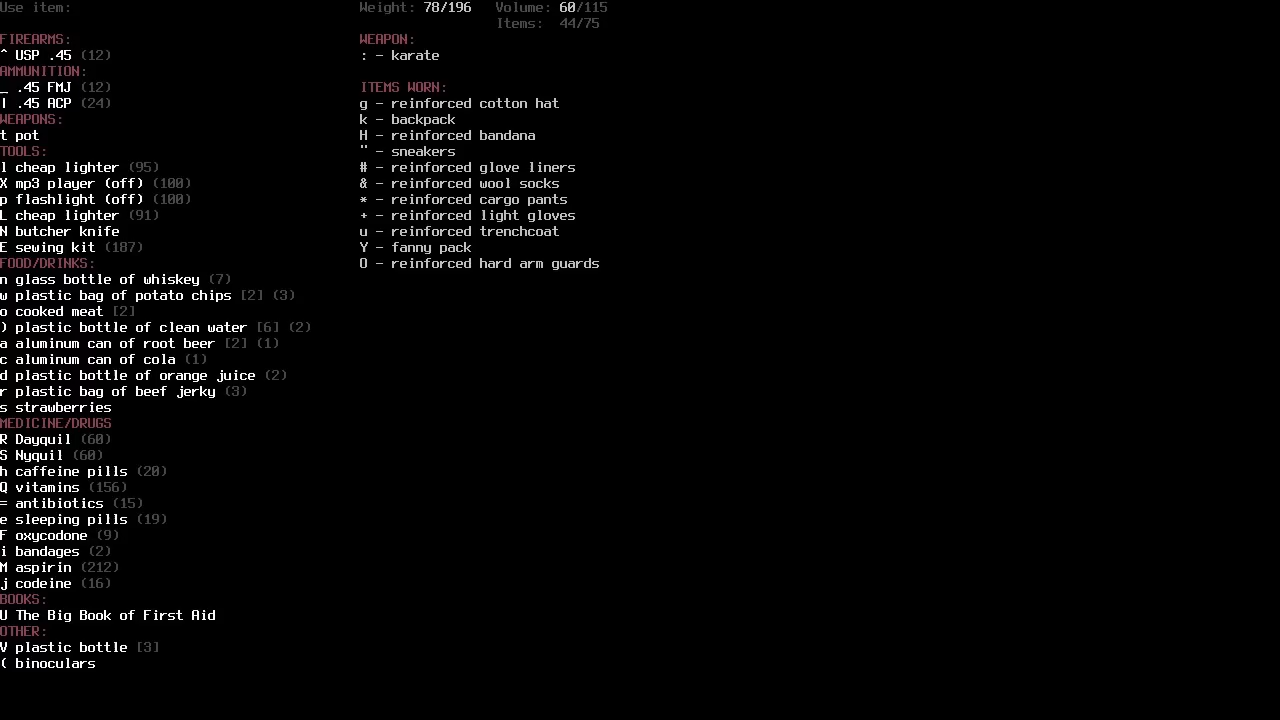 Use item:
Weight: 78/196 Volume: 60/115
Items: 44/75
FIREARMS:
^ USP .45 (12)
AMMUNITION:
_ .45 FMJ (12)
| .45 ACP (24)
WEAPONS:
t pot
TOOLS:
l cheap lighter (95)
X mp3 player (off) (100)
p flashlight (off) (100)
L cheap lighter (91)
N butcher knife
E sewing kit (187)
FOOD/DRINKS:
n glass bottle of whiskey (7)
w plastic bag of potato chips [2] (3)
o cooked meat [2]
) plastic bottle of clean water [6] (2)
a aluminum can of root beer [2] (1)
c aluminum can of cola (1)
d plastic bottle of orange juice (2)
r plastic bag of beef jerky (3)
s strawberries
MEDICINE/DRUGS
R Dayquil (60)
S Nyquil (60)
h caffeine pills (20)
Q vitamins (156)
= antibiotics (15)
e sleeping pills (19)
F oxycodone (9)
i bandages (2)
M aspirin (212)
j codeine (16)
BOOKS:
U The Big Book of First Aid
OTHER:
V plastic bottle [3]
( binoculars
WEAPON:
: - karate
ITEMS WORN:
g - reinforced cotton hat
k - backpack
H - reinforced bandana
" - sneakers
# - reinforced glove liners
& - reinforced wool socks
* - reinforced cargo pants
+ - reinforced light gloves
u - reinforced trenchcoat
Y - fanny pack
O - reinforced hard arm guards